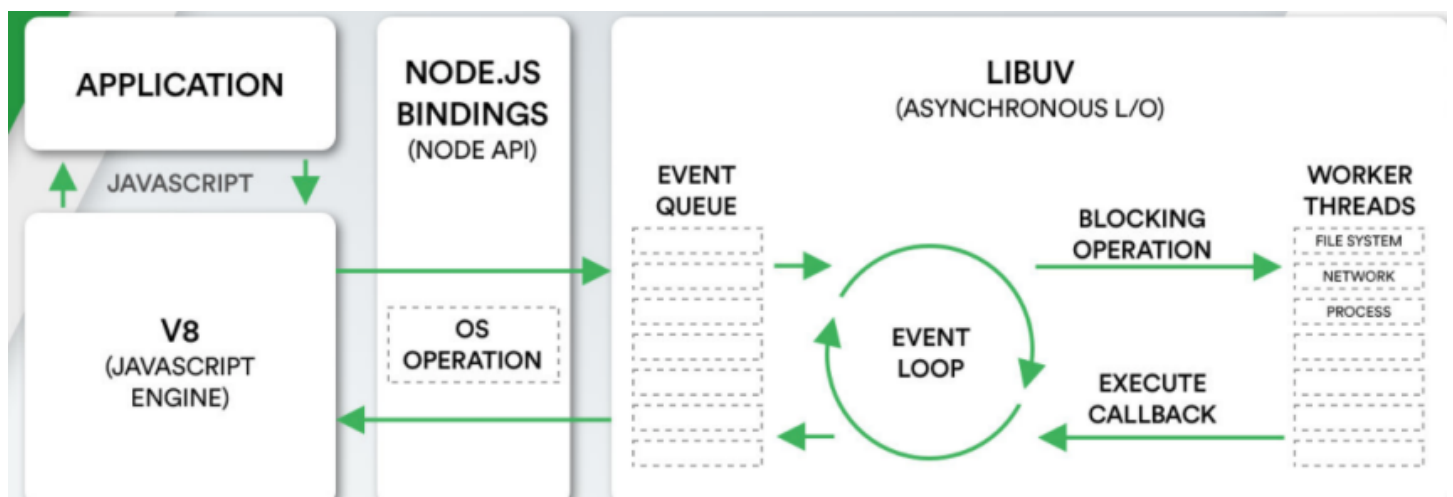 APPLICATION
JAVASCRIPT
V8
(JAVASCRIPT
ENGINE)
NODE.JS
BINDINGS
(NODE API)
OS
OPERATION
LIBUV
(ASYNCHRONOUS L/O)
EVENT
QUEUE
EVENT
LOOP
BLOCKING
OPERATION
EXECUTE
CALLBACK
WORKER
THREADS
FILE SYSTEM
NETWORK
PROCESS